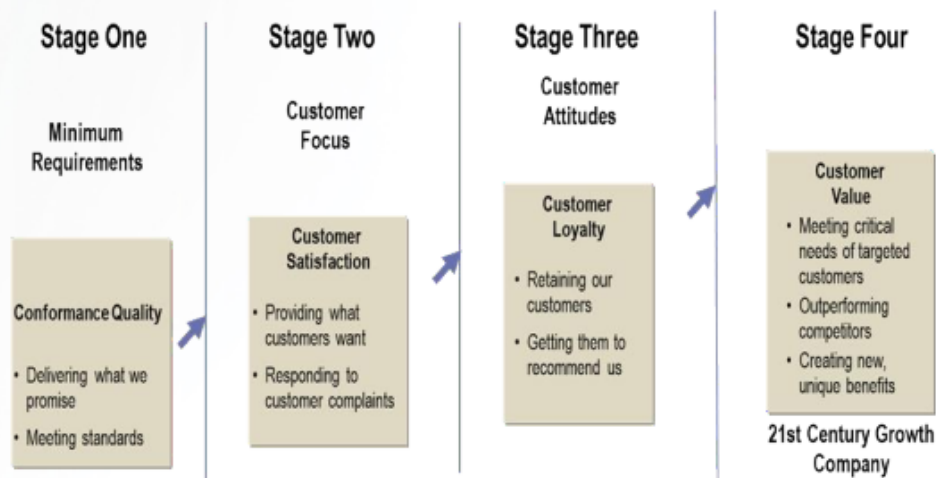 Stage One
Minimum
Requirements
Conformance Quality
• Delivering what we
promise
• Meeting standards
Stage Two
Customer
Focus
Customer
Satisfaction
• Providing what
customers want
• Responding to
customer complaints
Stage Three
Customer
Attitudes
Customer
Loyalty
• Retaining our
customers
• Getting them to
recommend us
Stage Four
Customer
Value
• Meeting critical
needs of targeted
customers
• Outperforming
competitors
• Creating new,
unique benefits
21st Century Growth
Company